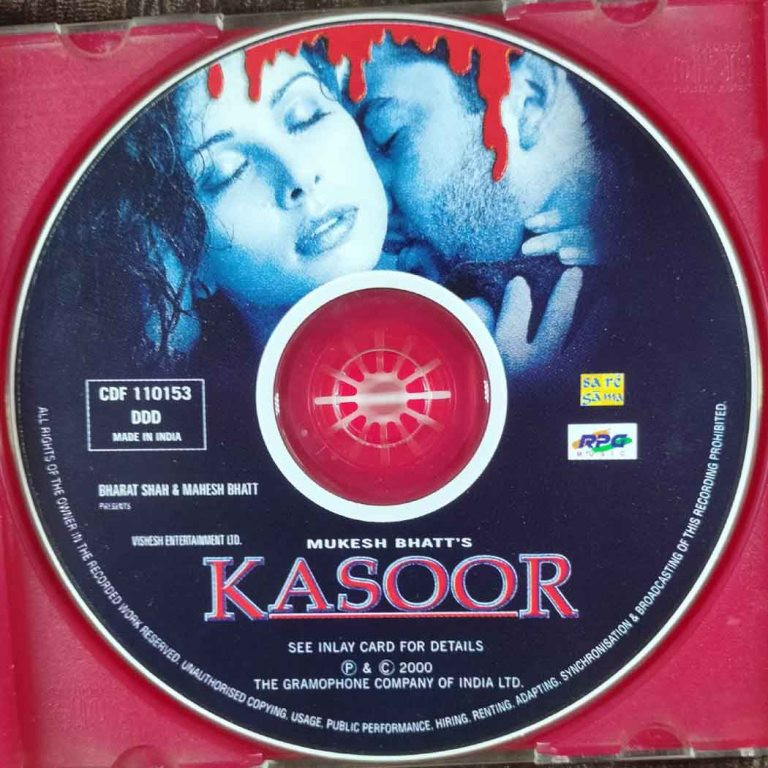 CDF 110153
DDD
MADE IN INDIA
sa re
ga ma
RPG
MUSIC
BHARAT SHAH & MAHESH BHATT
PRESENTS
VISHESH ENTERTAINMENT LTD.
MUKESH BHATT'S
KASOOR
SEE INLAY CARD FOR DETAILS
Ⓟ & © 2000
THE GRAMOPHONE COMPANY OF INDIA LTD.
ALL RIGHTS OF THE OWNER IN THE RECORDED WORK RESERVED. UNAUTHORISED COPYING, USAGE, PUBLIC PERFORMANCE, HIRING, RENTING, ADAPTING, SYNCHRONISATION & BROADCASTING OF THIS RECORDING PROHIBITED.